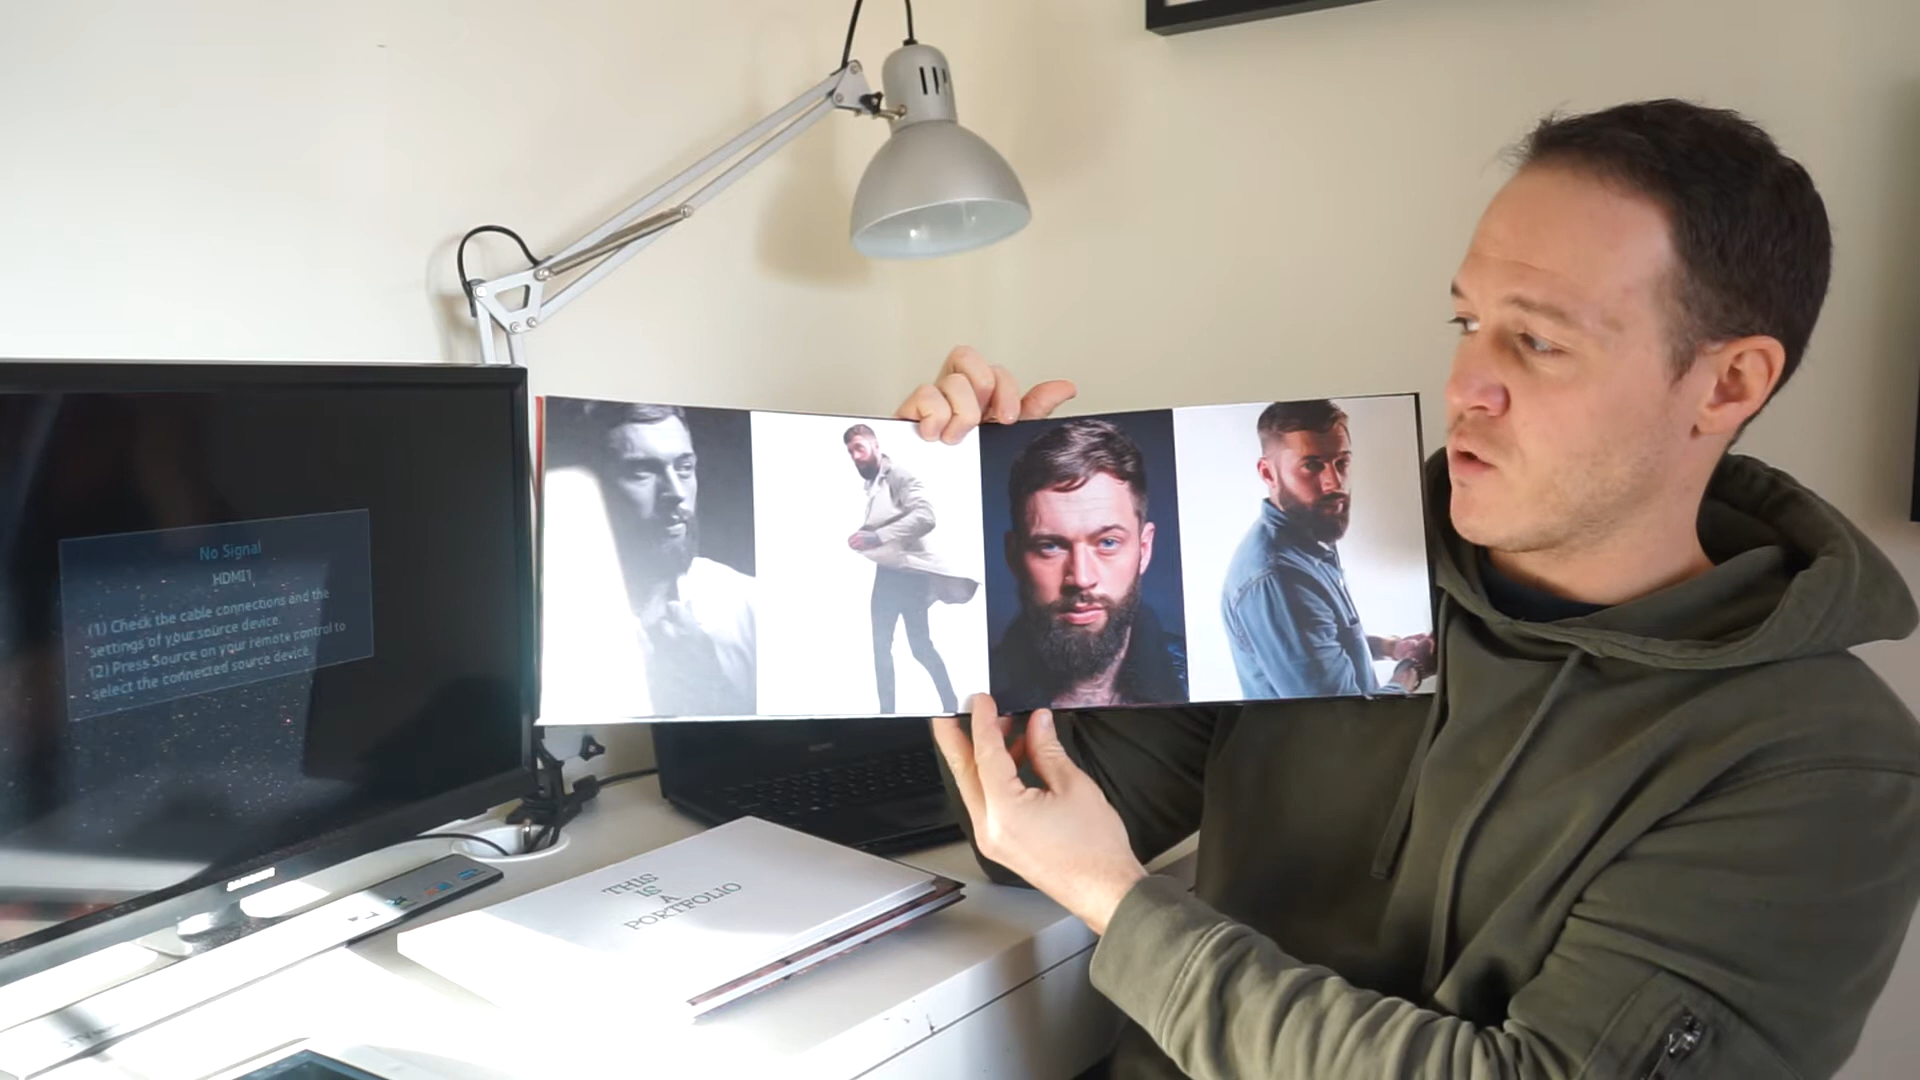 No Signal
HDMI1
(1) Check the cable connections and the
settings of your source device.
(2) Press Source on your remote control to
select the connected source device.
SAMSUNG
THIS
IS
A
PORTFOLIO